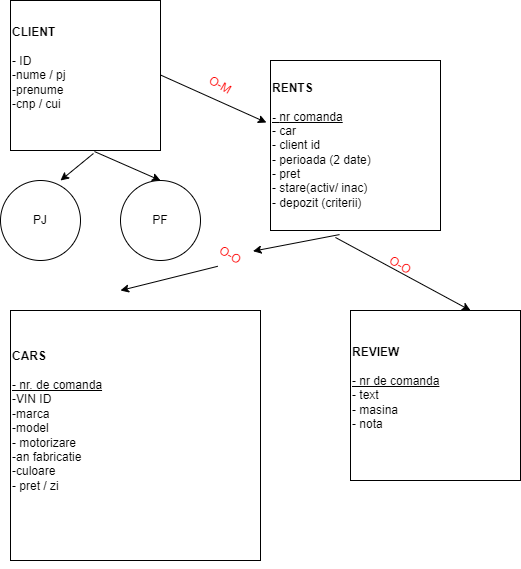 CLIENT
- ID
-nume / pj
-prenume
-cnp / cui
O-M
RENTS
- nr comanda
- car
- client id
- perioada (2 date)
- pret
- stare(activ/ inac)
- depozit (criterii)
PJ
PF
O-O
O-O
CARS
- nr. de comanda
-VIN ID
-marca
-model
- motorizare
-an fabricatie
-culoare
- pret / zi
REVIEW
- nr de comanda
- text
- masina
- nota